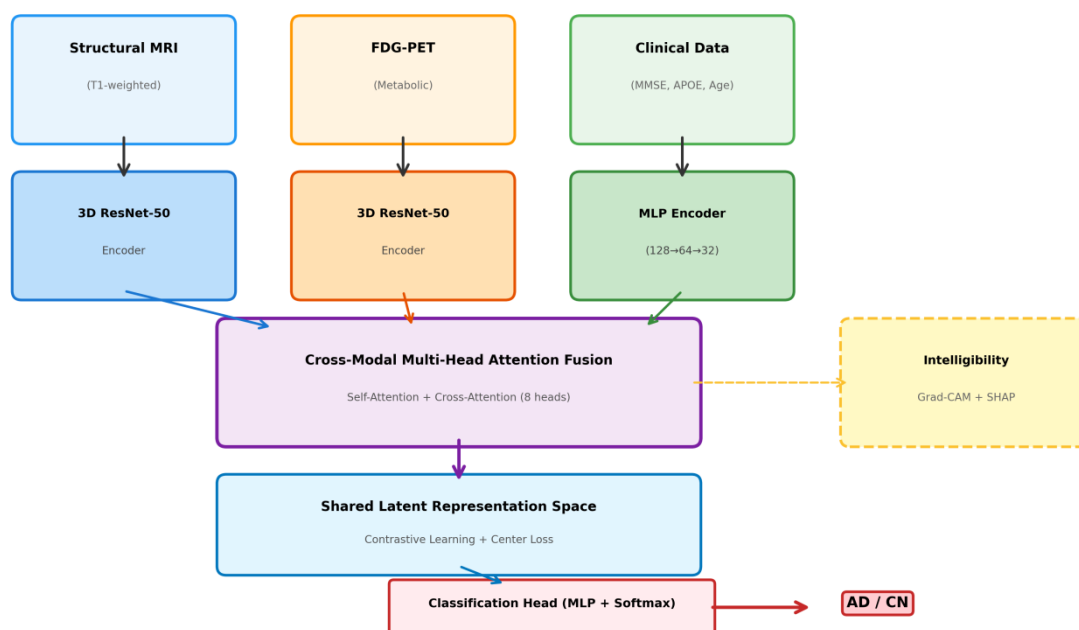 Structural MRI
(T1-weighted)
FDG-PET
(Metabolic)
Clinical Data
(MMSE, APOE, Age)
3D ResNet-50
Encoder
3D ResNet-50
Encoder
MLP Encoder
(128→64→32)
Cross-Modal Multi-Head Attention Fusion
Self-Attention + Cross-Attention (8 heads)
Intelligibility
Grad-CAM + SHAP
Shared Latent Representation Space
Contrastive Learning + Center Loss
Classification Head (MLP + Softmax)
AD / CN